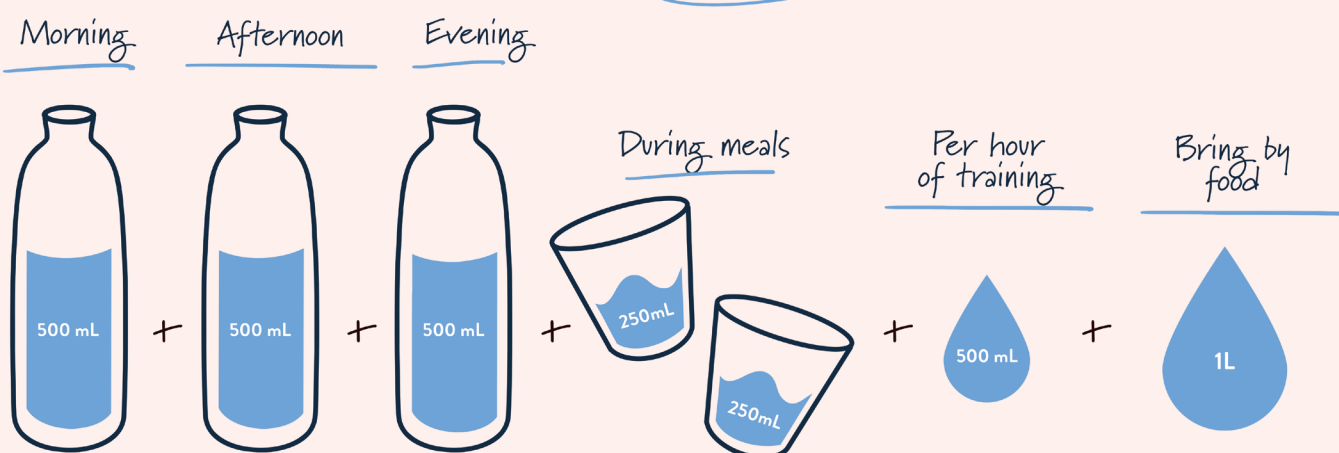 Morning
Afternoon
Evening
During meals
Per hour
of training
Bring by
food
500 mL
+
500 mL
+
500 mL
+
250mL
250mL
+
500 mL
+
1L